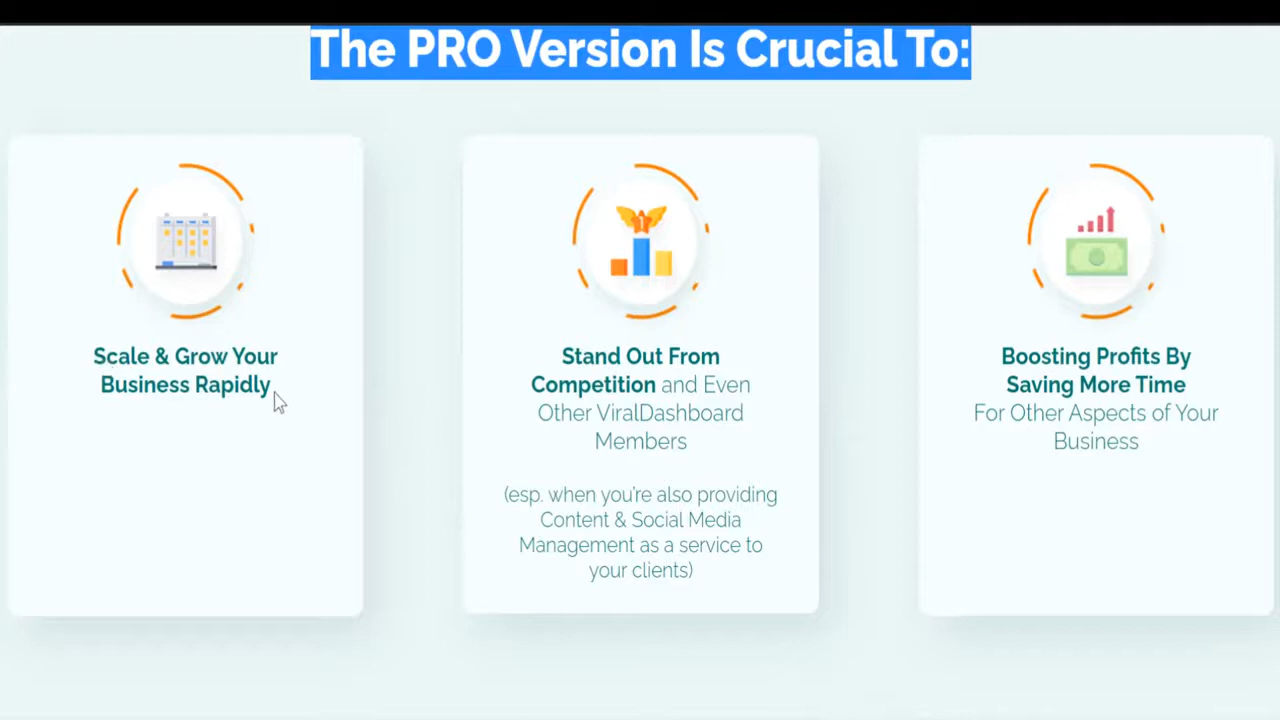 The PRO Version Is Crucial To:
Scale & Grow Your
Business Rapidly
Stand Out From
Competition and Even
Other ViralDashboard
Members
(esp. when you're also providing
Content & Social Media
Management as a service to
your clients)
Boosting Profits By
Saving More Time
For Other Aspects of Your
Business